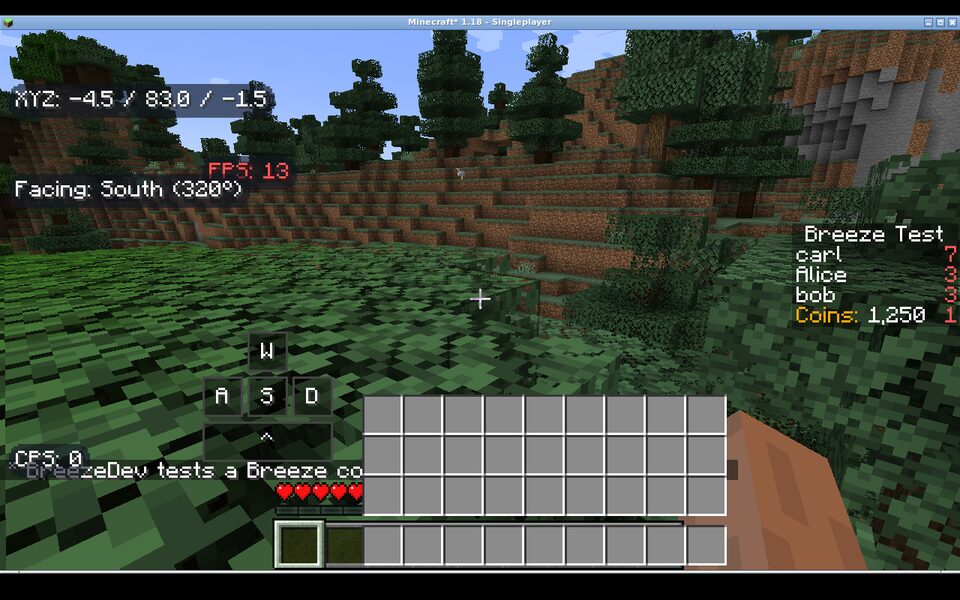 Minecraft* 1.18 - Singleplayer
XYZ: -4.5 / 83.0 / -1.5
FPS: 13
Facing: South (320°)
Breeze Test
carl 7
Alice 3
bob 3
Coins: 1,250 1
W
A S D
^
CPS: 0
* BreezeDev tests a Breeze co